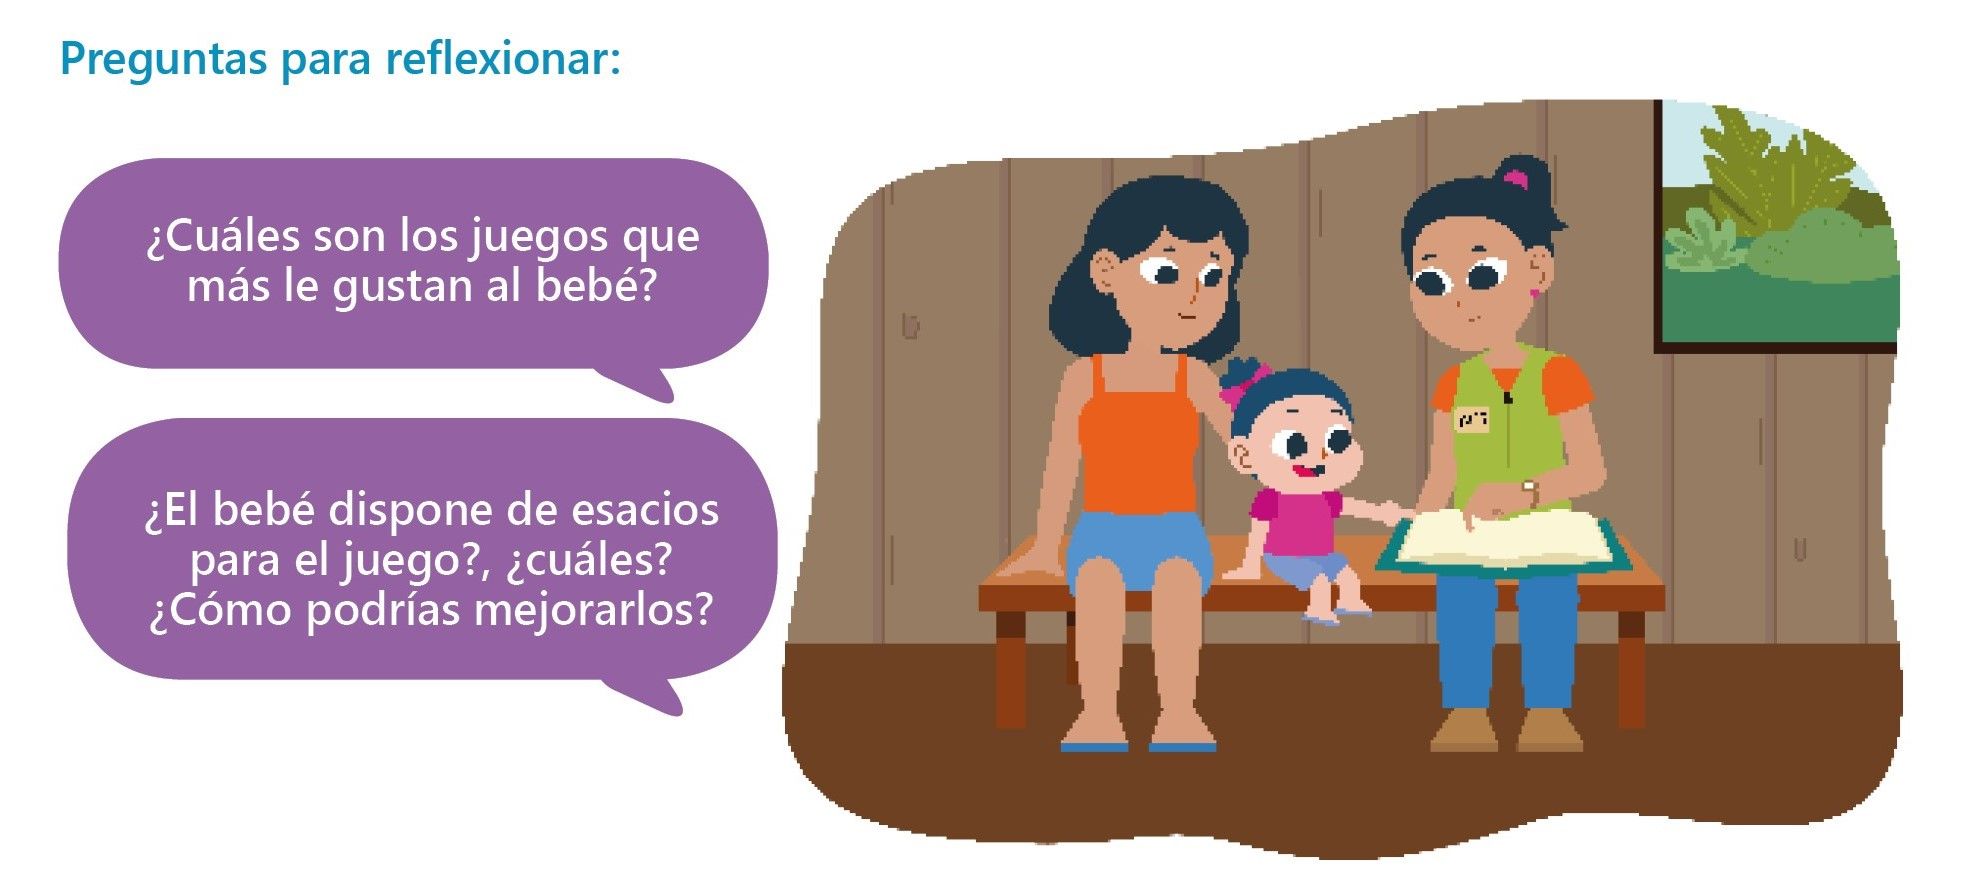 Preguntas para reflexionar:
¿Cuáles son los juegos que
más le gustan al bebé?
¿El bebé dispone de esacios
para el juego?, ¿cuáles?
¿Cómo podrías mejorarlos?